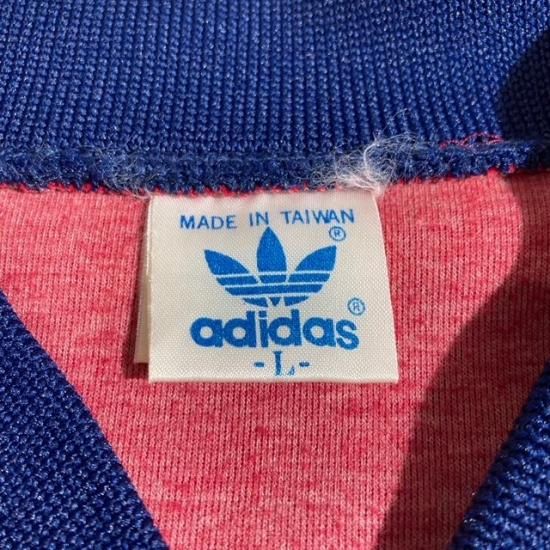 MADE IN TAIWAN
®
adidas ®
-L-